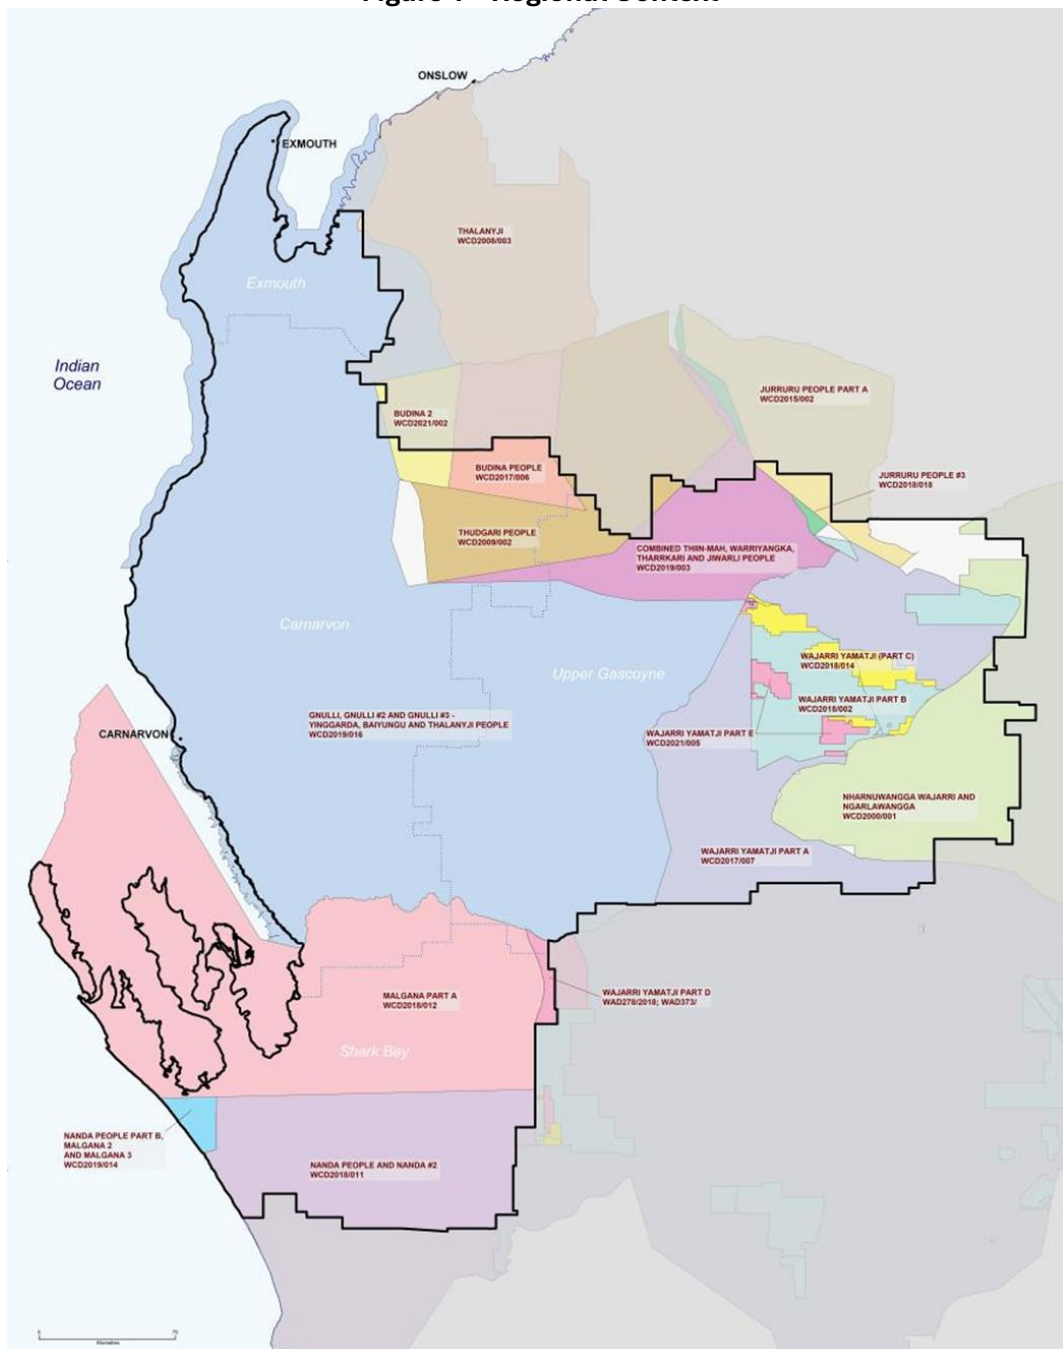 Figure 1 - Regional Context
ONSLOW
EXMOUTH
THALANYJI
WCD2008/003
Exmouth
Indian
Ocean
JURRURU PEOPLE PART A
WCD2015/002
BUDINA 2
WCD2021/002
BUDINA PEOPLE
WCD2017/006
JURRURU PEOPLE #3
WCD2018/018
THUDGARI PEOPLE
WCD2009/002
COMBINED THIIN-MAH, WARRIYANGKA,
THARRKARI AND JIWARLI PEOPLE
WCD2019/003
Carnarvon
WAJARRI YAMATJI (PART C)
WCD2018/014
Upper Gascoyne
WAJARRI YAMATJI PART B
WCD2018/002
GNULLI, GNULLI #2 AND GNULLI #3 -
YINGGARDA, BAIYUNGU AND THALANYJI PEOPLE
WCD2019/016
CARNARVON
WAJARRI YAMATJI PART E
WCD2021/005
NHARNUWANGGA WAJARRI AND
NGARLAWANGGA
WCD2000/001
WAJARRI YAMATJI PART A
WCD2017/007
MALGANA PART A
WCD2018/012
WAJARRI YAMATJI PART D
WAD278/2018; WAD373/
Shark Bay
NANDA PEOPLE PART B,
MALGANA 2
AND MALGANA 3
WCD2019/014
NANDA PEOPLE AND NANDA #2
WCD2018/011
Kilometres